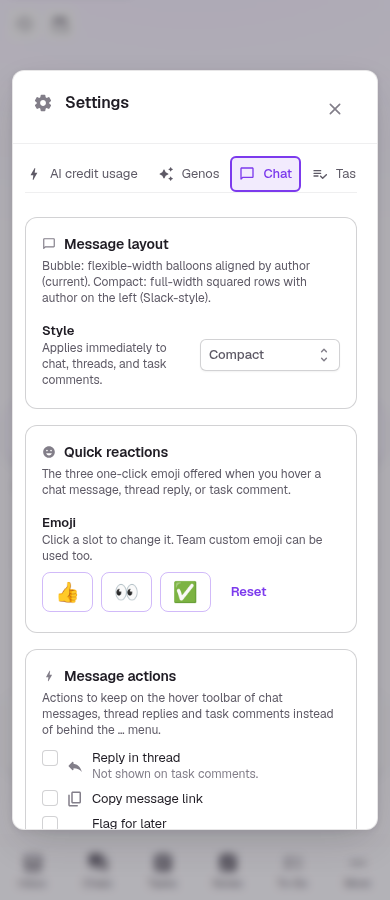 Settings
AI credit usage
Genos
Chat
Tas
Message layout
Bubble: flexible-width balloons aligned by author
(current). Compact: full-width squared rows with
author on the left (Slack-style).
Style
Applies immediately to
chat, threads, and task
comments.
Compact
Quick reactions
The three one-click emoji offered when you hover a
chat message, thread reply, or task comment.
Emoji
Click a slot to change it. Team custom emoji can be
used too.
Reset
Message actions
Actions to keep on the hover toolbar of chat
messages, thread replies and task comments instead
of behind the … menu.
Reply in thread
Not shown on task comments.
Copy message link
Flag for later